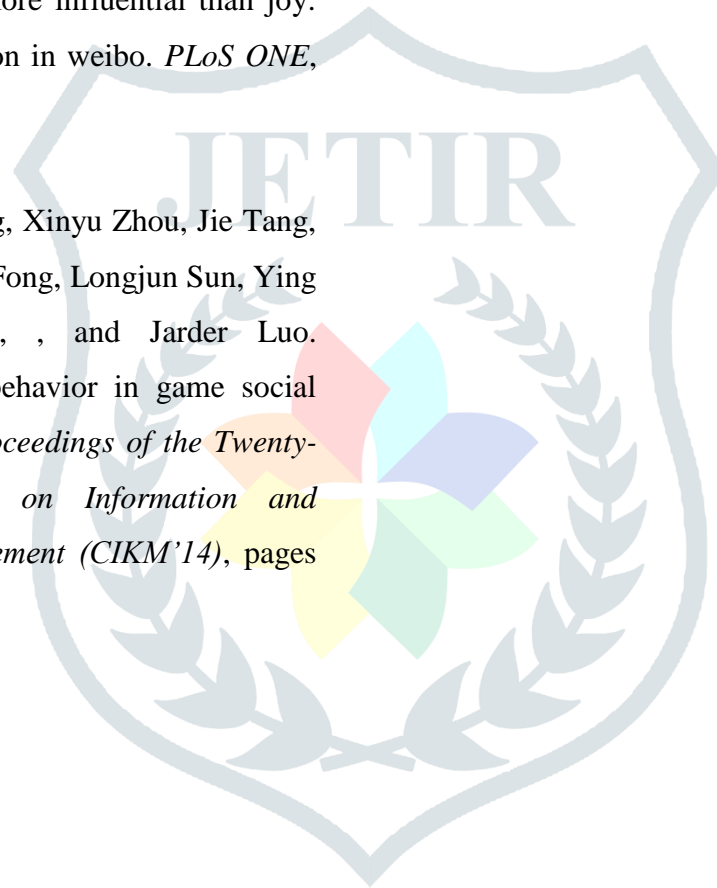 ore influential than joy.
on in weibo. PLoS ONE,
JETIR
g, Xinyu Zhou, Jie Tang,
Fong, Longjun Sun, Ying
, , and Jarder Luo.
behavior in game social
oceedings of the Twenty-
on Information and
ement (CIKM’14), pages